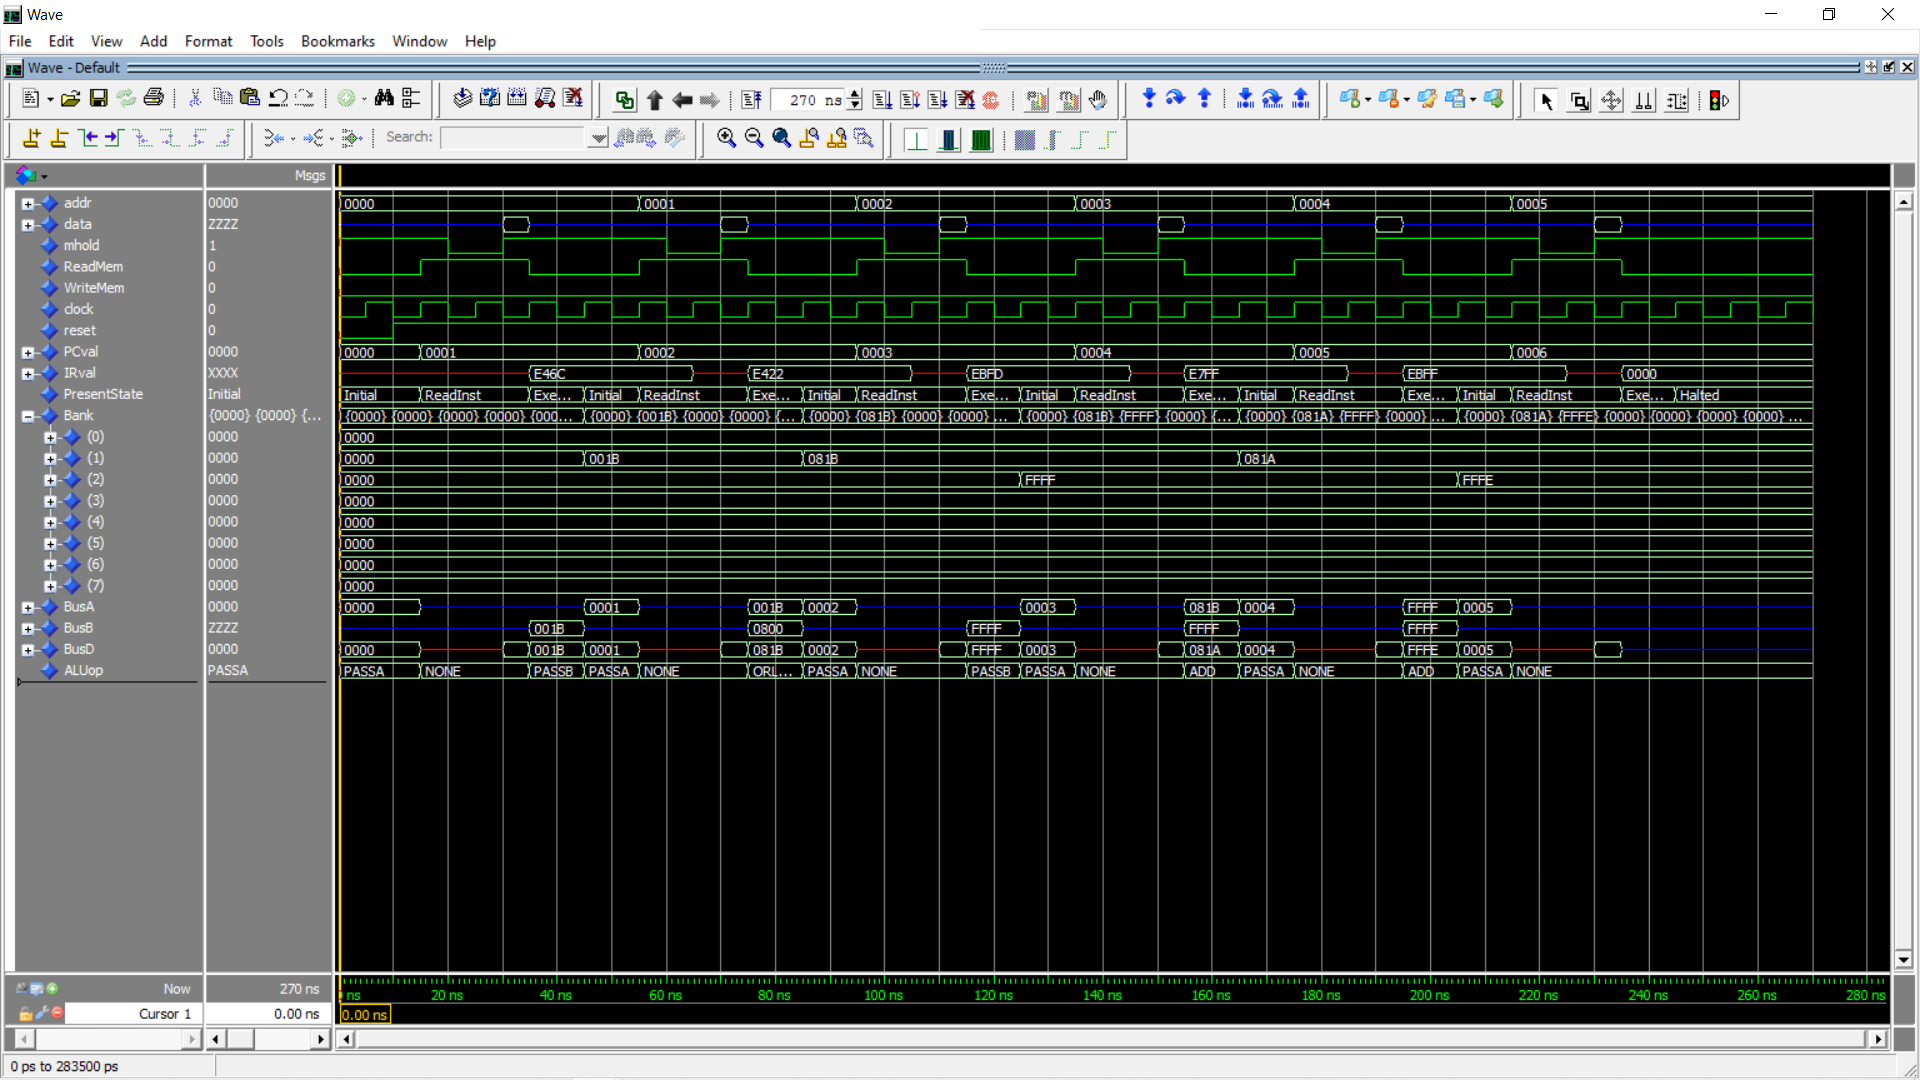 Wave
File Edit View Add Format Tools Bookmarks Window Help
Wave - Default
270 ns
Search:
Msgs
addr 0000 0000 0001 0002 0003 0004 0005
data ZZZZ
mhold 1
ReadMem 0
WriteMem 0
clock 0
reset 0
PCval 0000 0000 0001 0002 0003 0004 0005 0006
IRval XXXX E46C E422 EBFD E7FF EBFF 0000
PresentState Initial Initial ReadInst Exe... Initial ReadInst Exe... Initial ReadInst Exe... Initial ReadInst Exe... Initial ReadInst Exe... Initial ReadInst Exe... Halted
Bank {0000} {0000} {... {0000} {0000} {0000} {0000} {000... {0000} {001B} {0000} {0000} {... {0000} {081B} {0000} {0000} ... {0000} {081B} {FFFF} {0000} {... {0000} {081A} {FFFF} {0000} ... {0000} {081A} {FFFE} {0000} {0000} {0000} {0000} ...
(0) 0000 0000
(1) 0000 0000 001B 081B 081A
(2) 0000 0000 FFFF FFFE
(3) 0000 0000
(4) 0000 0000
(5) 0000 0000
(6) 0000 0000
(7) 0000 0000
BusA 0000 0000 0001 001B 0002 0003 081B 0004 FFFF 0005
BusB ZZZZ 001B 0800 FFFF FFFF FFFF
BusD 0000 0000 001B 0001 081B 0002 FFFF 0003 081A 0004 FFFE 0005
ALUop PASSA PASSA NONE PASSB PASSA NONE ORL... PASSA NONE PASSB PASSA NONE ADD PASSA NONE ADD PASSA NONE
Now 270 ns ns 20 ns 40 ns 60 ns 80 ns 100 ns 120 ns 140 ns 160 ns 180 ns 200 ns 220 ns 240 ns 260 ns 280 ns
Cursor 1 0.00 ns 0.00 ns
0 ps to 283500 ps